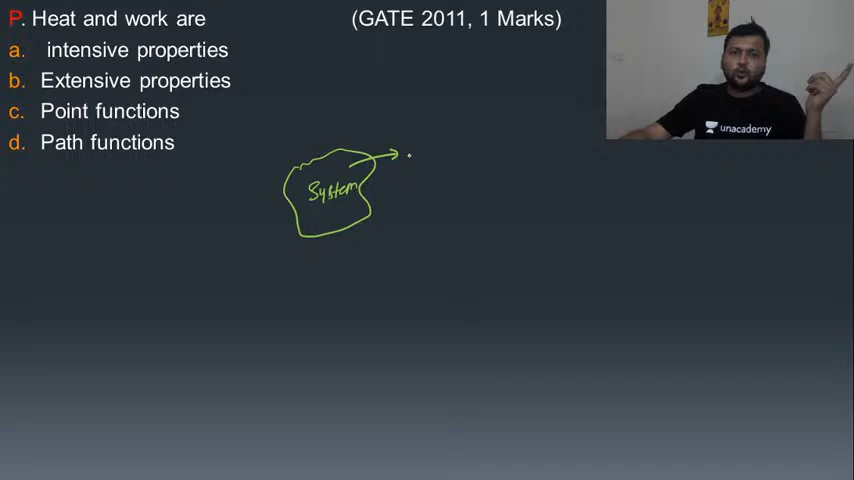 P. Heat and work are (GATE 2011, 1 Marks)
a. intensive properties
b. Extensive properties
c. Point functions
d. Path functions
System
unacademy